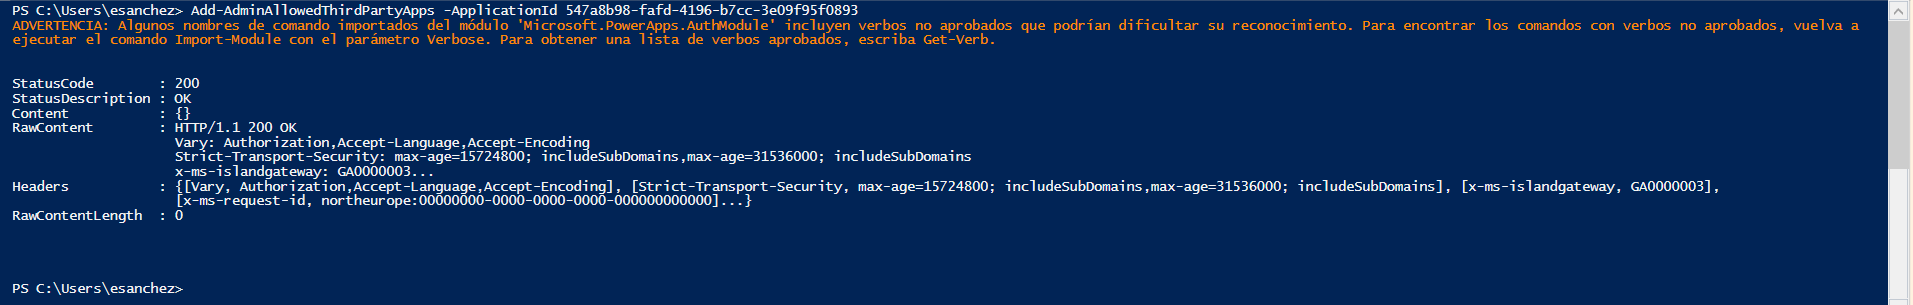 PS C:\Users\esanchez> Add-AdminAllowedThirdPartyApps -ApplicationId 547a8b98-fafd-4196-b7cc-3e09f95f0893
ADVERTENCIA: Algunos nombres de comando importados del módulo 'Microsoft.PowerApps.AuthModule' incluyen verbos no aprobados que podrían dificultar su reconocimiento. Para encontrar los comandos con verbos no aprobados, vuelva a
ejecutar el comando Import-Module con el parámetro Verbose. Para obtener una lista de verbos aprobados, escriba Get-Verb.
StatusCode        : 200
StatusDescription : OK
Content           : {}
RawContent        : HTTP/1.1 200 OK
                    Vary: Authorization,Accept-Language,Accept-Encoding
                    Strict-Transport-Security: max-age=15724800; includeSubDomains,max-age=31536000; includeSubDomains
                    x-ms-islandgateway: GA0000003...
Headers           : {[Vary, Authorization,Accept-Language,Accept-Encoding], [Strict-Transport-Security, max-age=15724800; includeSubDomains,max-age=31536000; includeSubDomains], [x-ms-islandgateway, GA0000003],
                    [x-ms-request-id, northeurope:00000000-0000-0000-0000-000000000000]...}
RawContentLength  : 0
PS C:\Users\esanchez>